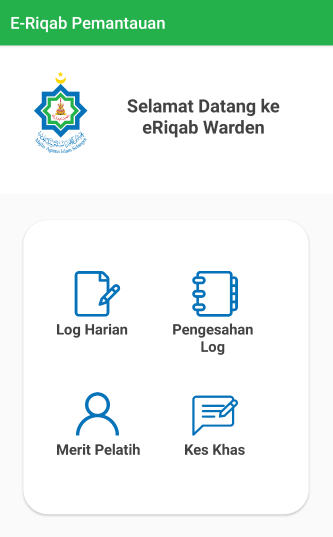 E-Riqab Pemantauan
Selamat Datang ke
eRiqab Warden
Log Harian
Pengesahan
Log
Merit Pelatih
Kes Khas